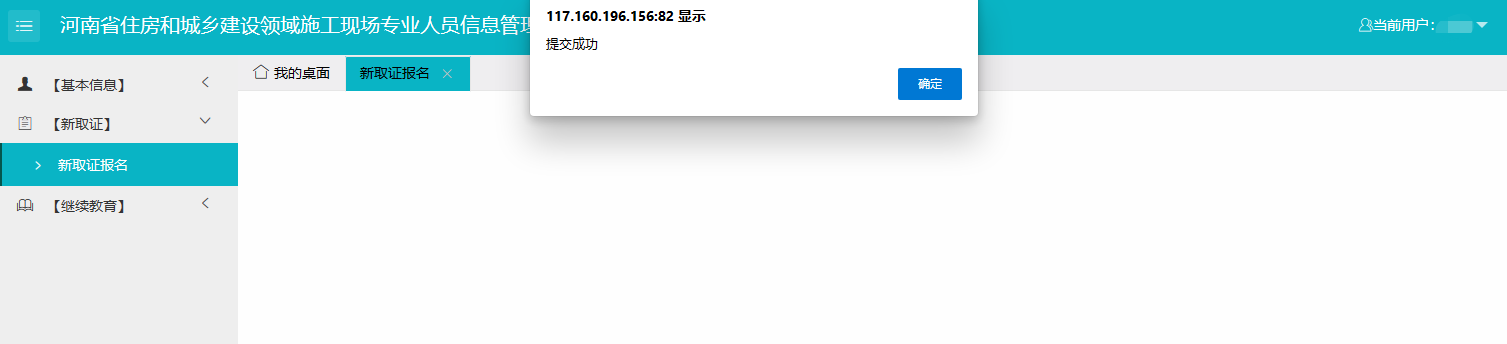 河南省住房和城乡建设领域施工现场专业人员信息管理
当前用户：
117.160.196.156:82 显示
提交成功
确定
我的桌面
新取证报名
【基本信息】
【新取证】
新取证报名
【继续教育】